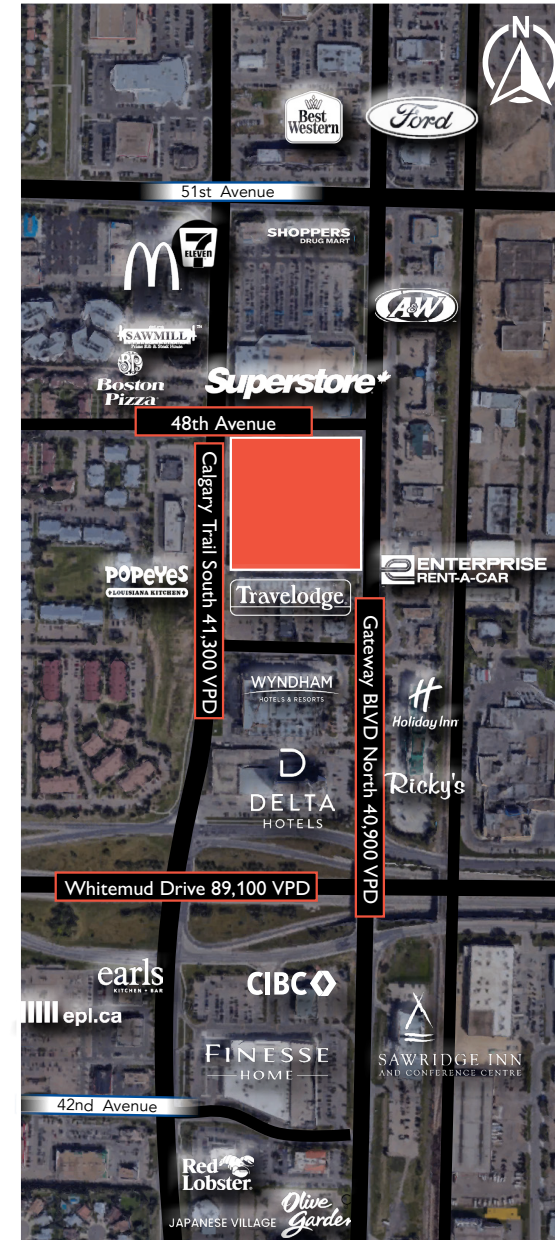 N
Best
Western
Ford
51st Avenue
7
ELEVEN
SHOPPERS
DRUG MART
A&W
SAWMILL
Prime Rib & Steak House
BP
Boston
Pizza
Superstore
48th Avenue
Calgary Trail South 41,300 VPD
POPEYES
LOUISIANA KITCHEN
ENTERPRISE
RENT-A-CAR
Travelodge
Gateway BLVD North 40,900 VPD
WYNDHAM
HOTELS & RESORTS
H
Holiday Inn
Ricky's
D
DELTA
HOTELS
Whitemud Drive 89,100 VPD
earls
KITCHEN + BAR
CIBC
epl.ca
FINESSE
HOME
SAWRIDGE INN
AND CONFERENCE CENTRE
42nd Avenue
Red
Lobster
JAPANESE VILLAGE
Olive
Garden